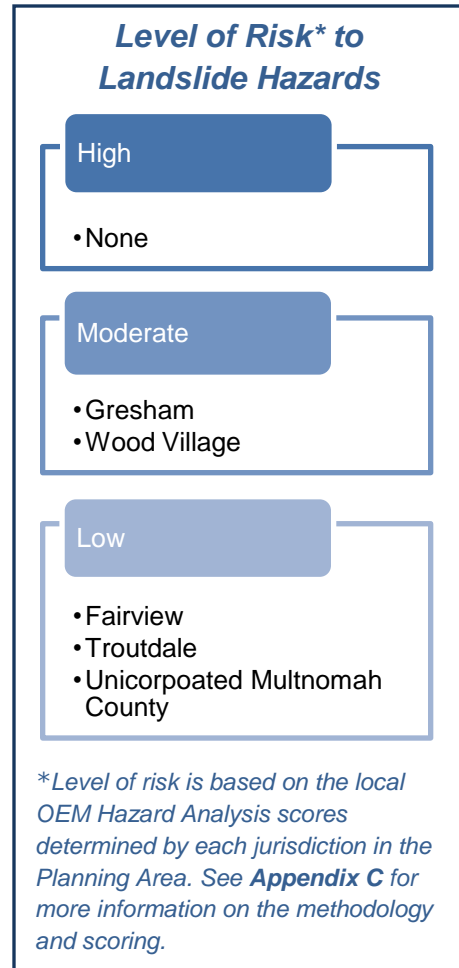 Level of Risk* to
Landslide Hazards
High
•None
Moderate
•Gresham
•Wood Village
Low
•Fairview
•Troutdale
•Unicorpoated Multnomah
County
*Level of risk is based on the local
OEM Hazard Analysis scores
determined by each jurisdiction in the
Planning Area. See Appendix C for
more information on the methodology
and scoring.